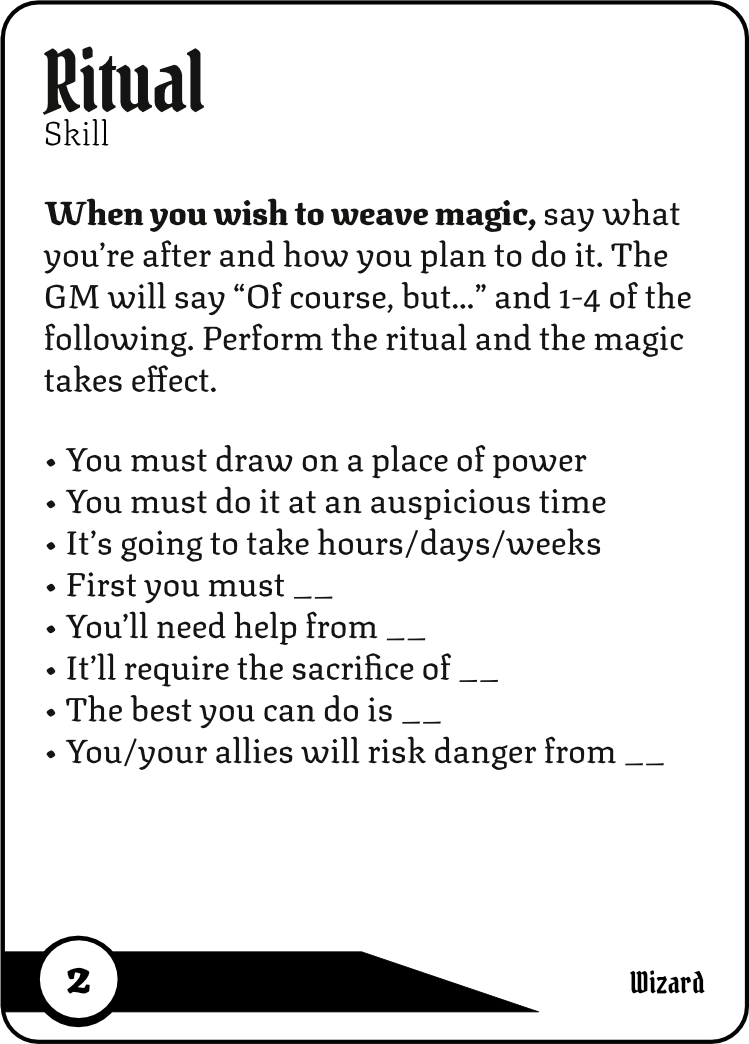 Ritual
Skill
When you wish to weave magic, say what
you’re after and how you plan to do it. The
GM will say “Of course, but...” and 1-4 of the
following. Perform the ritual and the magic
takes effect.
• You must draw on a place of power
• You must do it at an auspicious time
• It’s going to take hours/days/weeks
• First you must __
• You’ll need help from __
• It’ll require the sacrifice of __
• The best you can do is __
• You/your allies will risk danger from __
2
Wizard